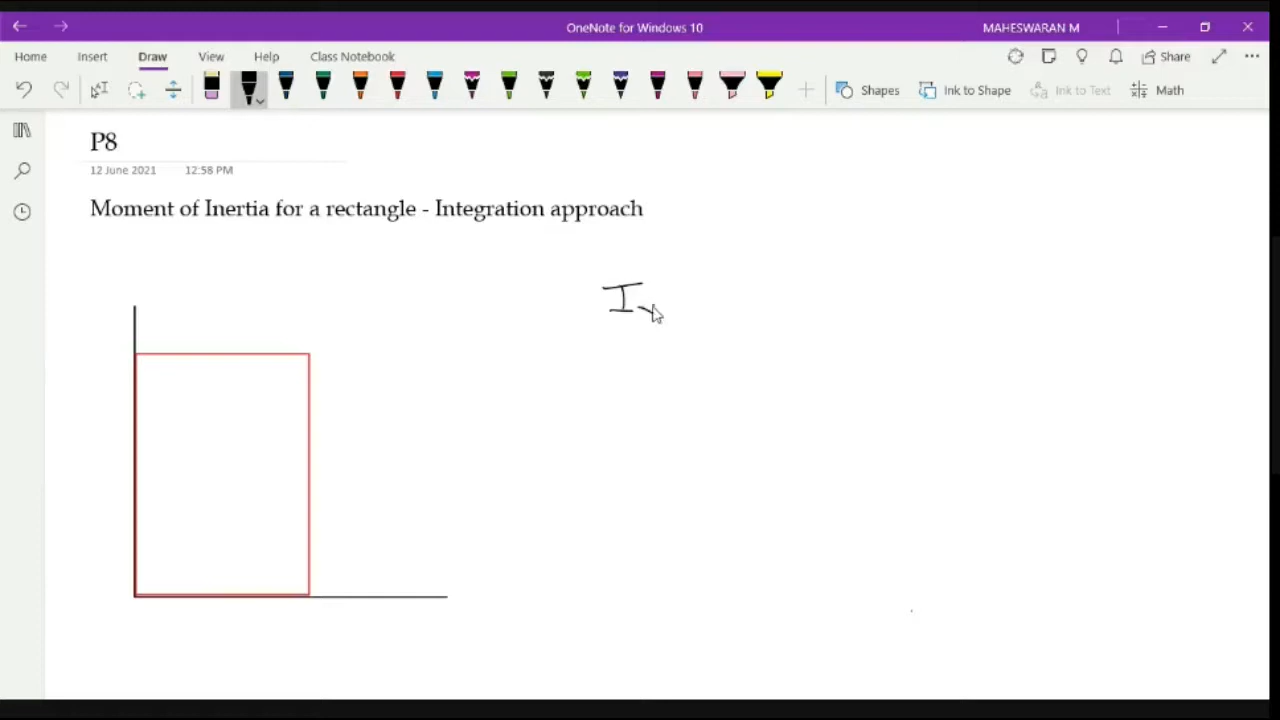 OneNote for Windows 10
MAHESWARAN M
Home Insert Draw View Help Class Notebook
Share
Shapes Ink to Shape Ink to Text Math
P8
12 June 2021 12:58 PM
Moment of Inertia for a rectangle - Integration approach
I